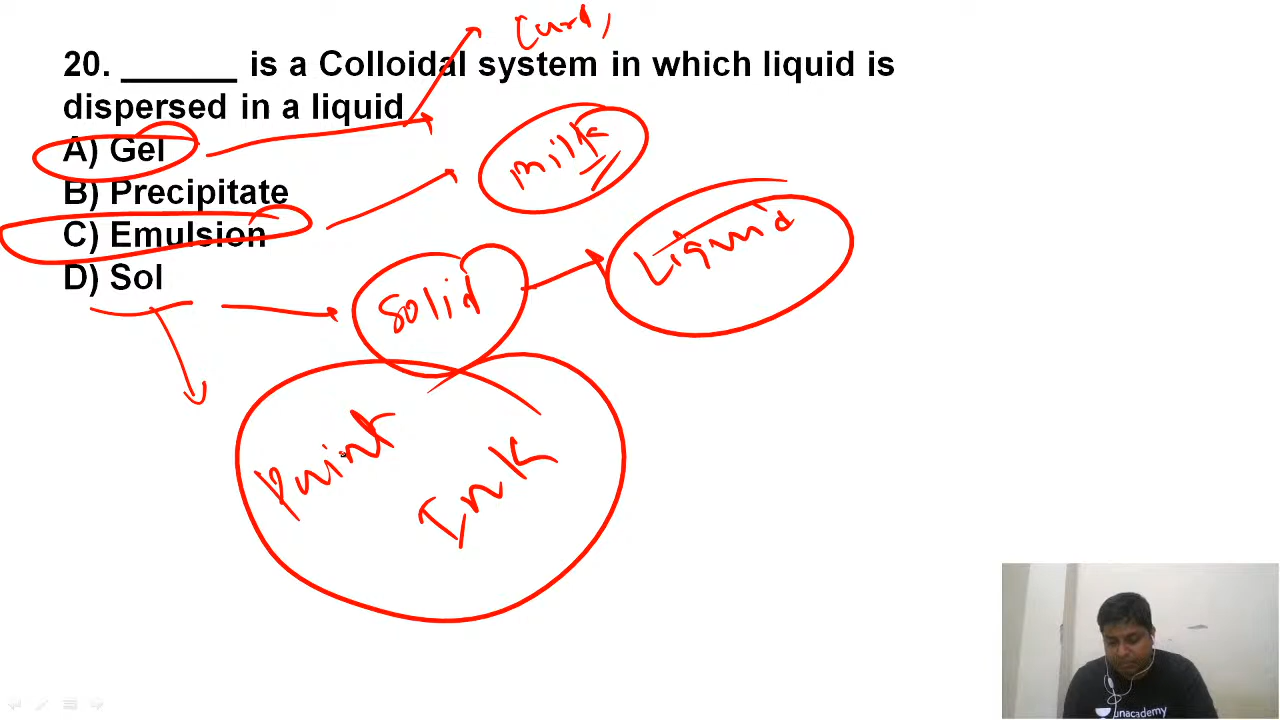 Curd,
20. ______ is a Colloidal system in which liquid is
dispersed in a liquid
A) Gel
B) Precipitate
C) Emulsion
D) Sol
Milk
Solid
Liquid
Paint
Ink
unacademy